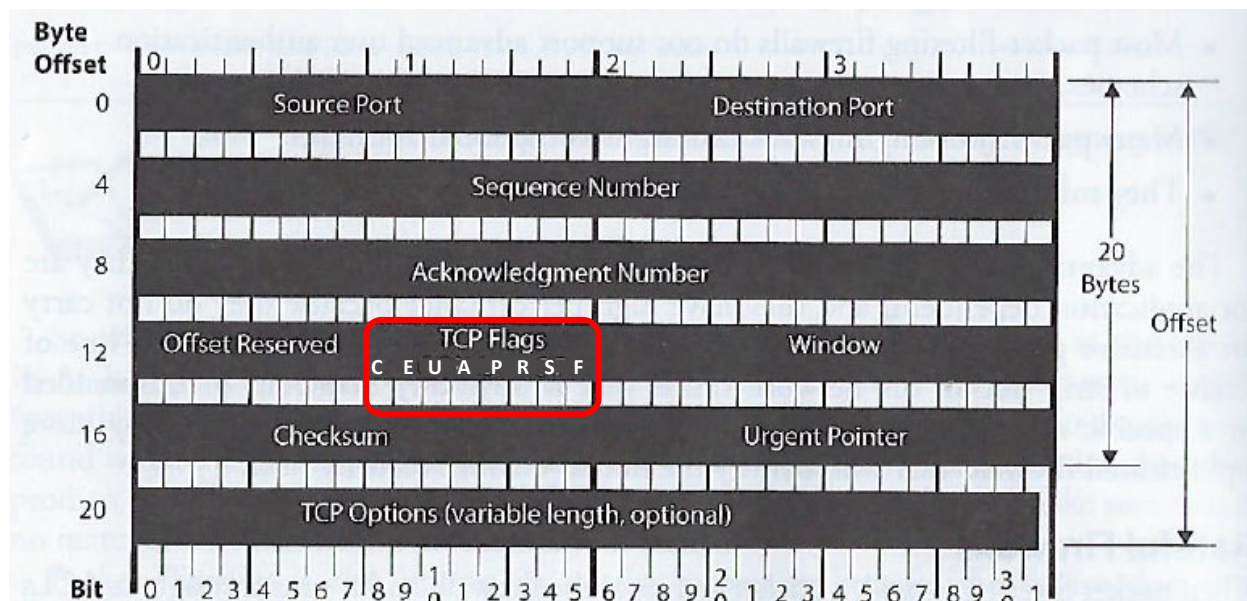 Byte
Offset 0 1 2 3
0 Source Port Destination Port
4 Sequence Number
8 Acknowledgment Number
20
Bytes
Offset
12 Offset Reserved TCP Flags Window
C E U A P R S F
16 Checksum Urgent Pointer
20 TCP Options (variable length, optional)
Bit 0 1 2 3 4 5 6 7 8 9 1 0 1 2 3 4 5 6 7 8 9 2 0 1 2 3 4 5 6 7 8 9 3